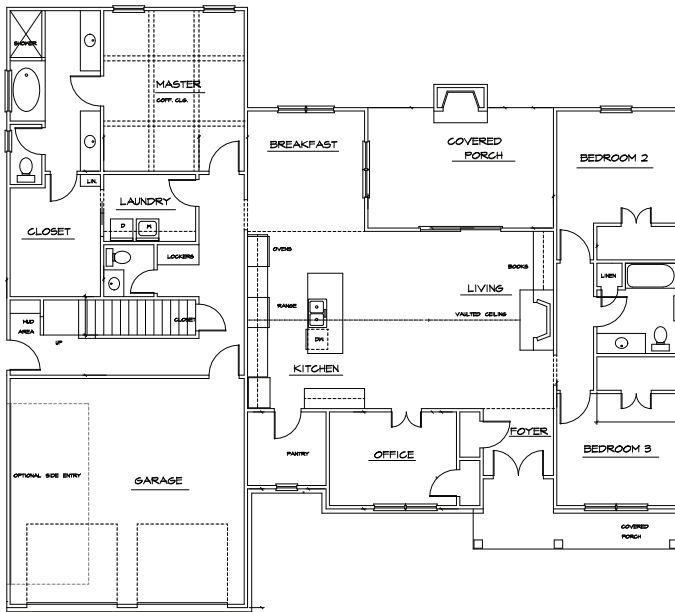 SHOWER
MASTER
COFF. CLG.
BREAKFAST
COVERED
PORCH
BEDROOM 2
LIN.
LAUNDRY
D
W
CLOSET
LOCKERS
OVENS
BOOKS
LINEN
LIVING
RANGE
VAULTED CEILING
MUD
AREA
CLOSET
UP
DW
KITCHEN
FOYER
BEDROOM 3
PANTRY
OFFICE
OPTIONAL SIDE ENTRY
GARAGE
COVERED
PORCH